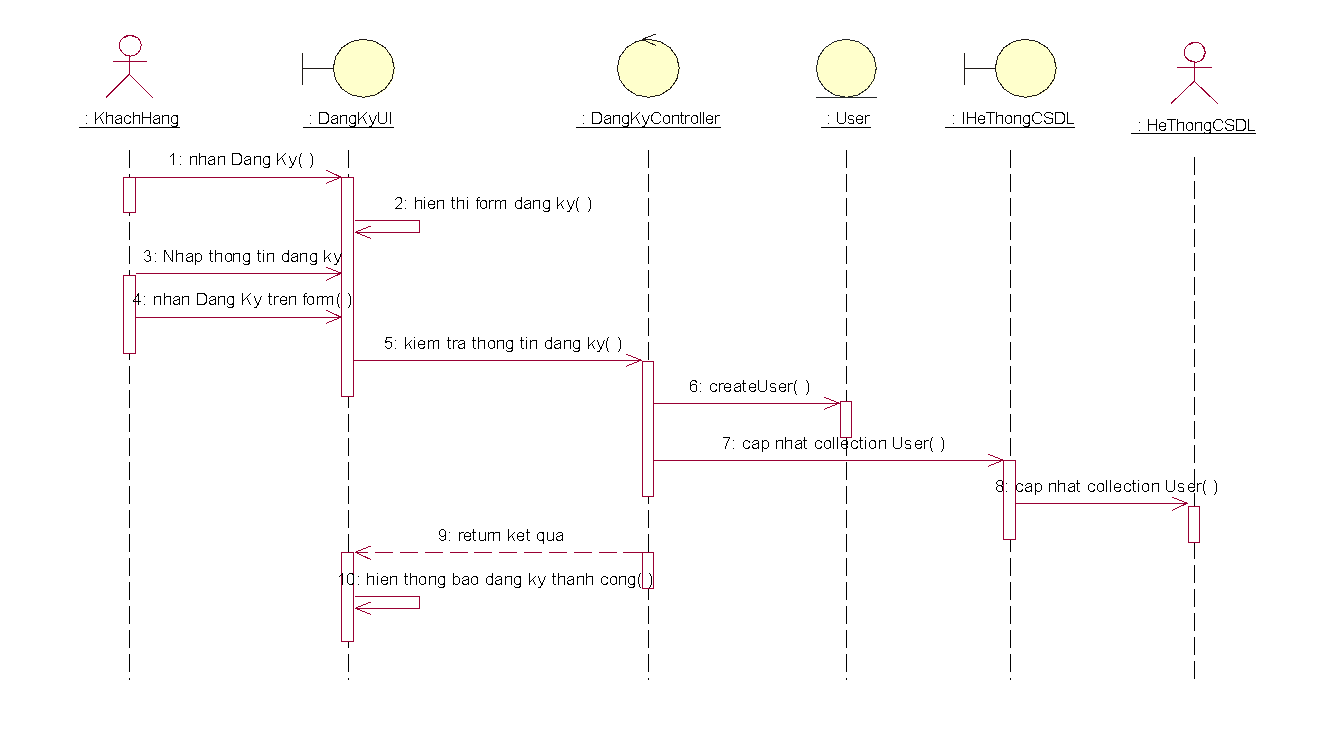 : KhachHang
: DangKyUI
: DangKyController
: User
: IHeThongCSDL
: HeThongCSDL
1: nhan Dang Ky( )
2: hien thi form dang ky( )
3: Nhap thong tin dang ky
4: nhan Dang Ky tren form( )
5: kiem tra thong tin dang ky( )
6: createUser( )
7: cap nhat collection User( )
8: cap nhat collection User( )
9: return ket qua
10: hien thong bao dang ky thanh cong( )